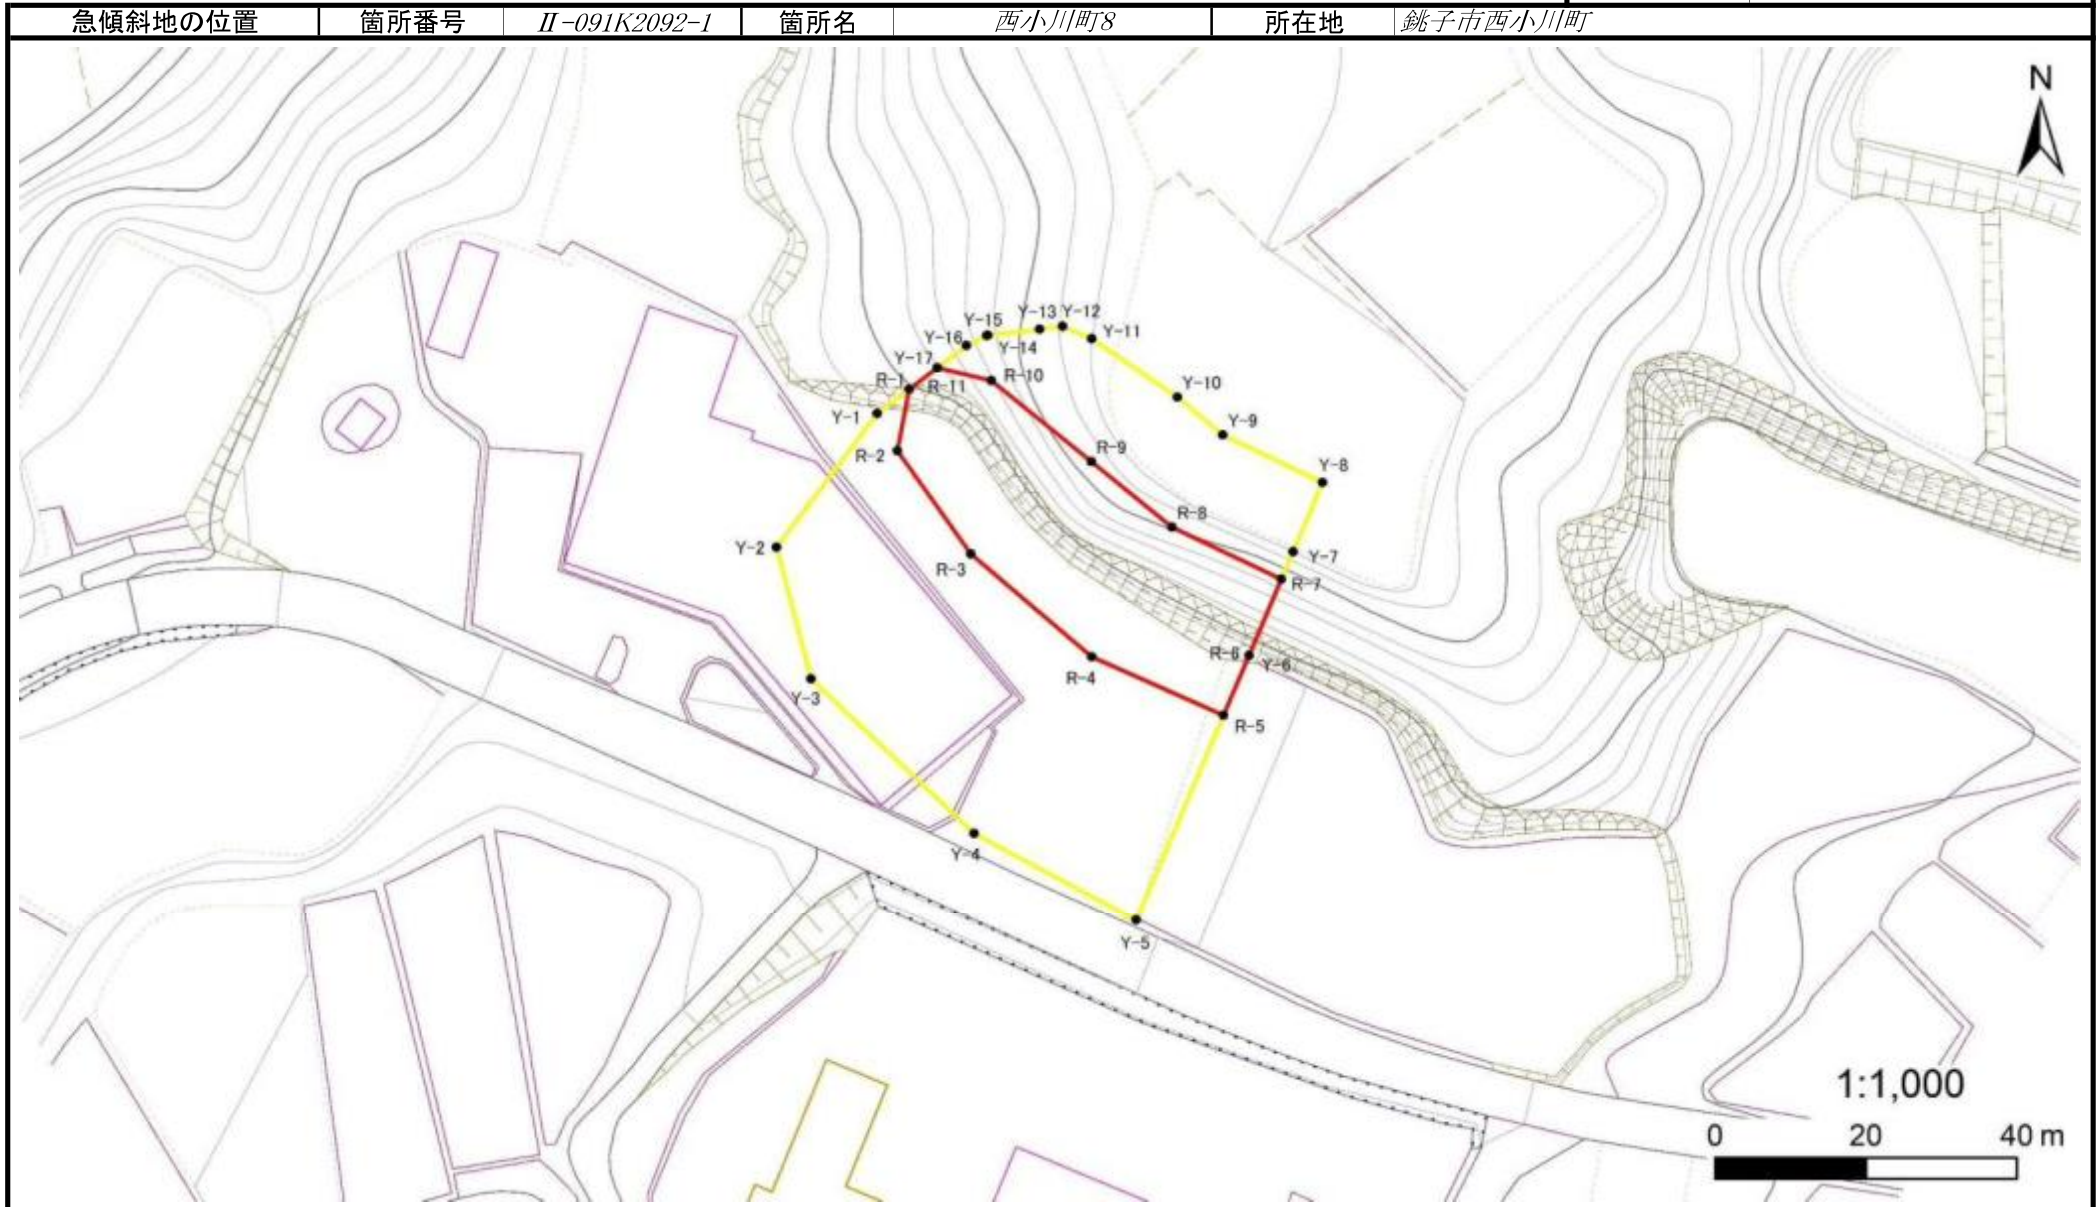 急傾斜地の位置 箇所番号 II-091K2092-1 箇所名 西小川町8 所在地 銚子市西小川町
N
Y-15 Y-13 Y-12
Y-16 Y-14 Y-11
Y-17
R-1 R-11 R-10
Y-10
Y-1
Y-9
R-2 R-9
Y-8
R-8
Y-2 Y-7
R-3
R-7
R-6 Y-6
R-4
Y-3
R-5
Y-4
Y-5
1:1,000
0 20 40 m